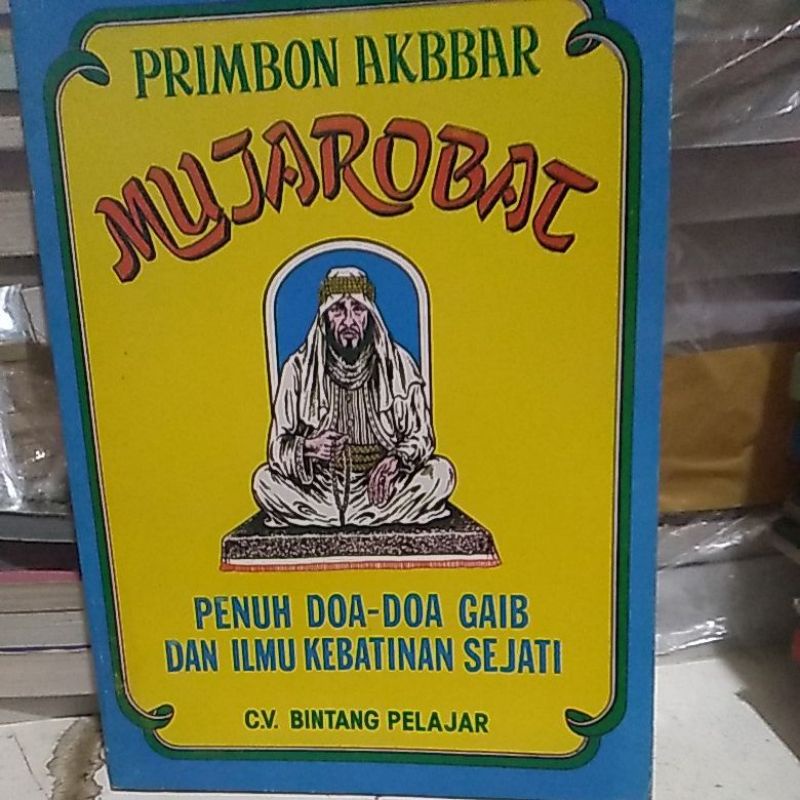 PRIMBON AKBBAR
MUJAROBAT
PENUH DOA-DOA GAIB
DAN ILMU KEBATINAN SEJATI
C.V. BINTANG PELAJAR